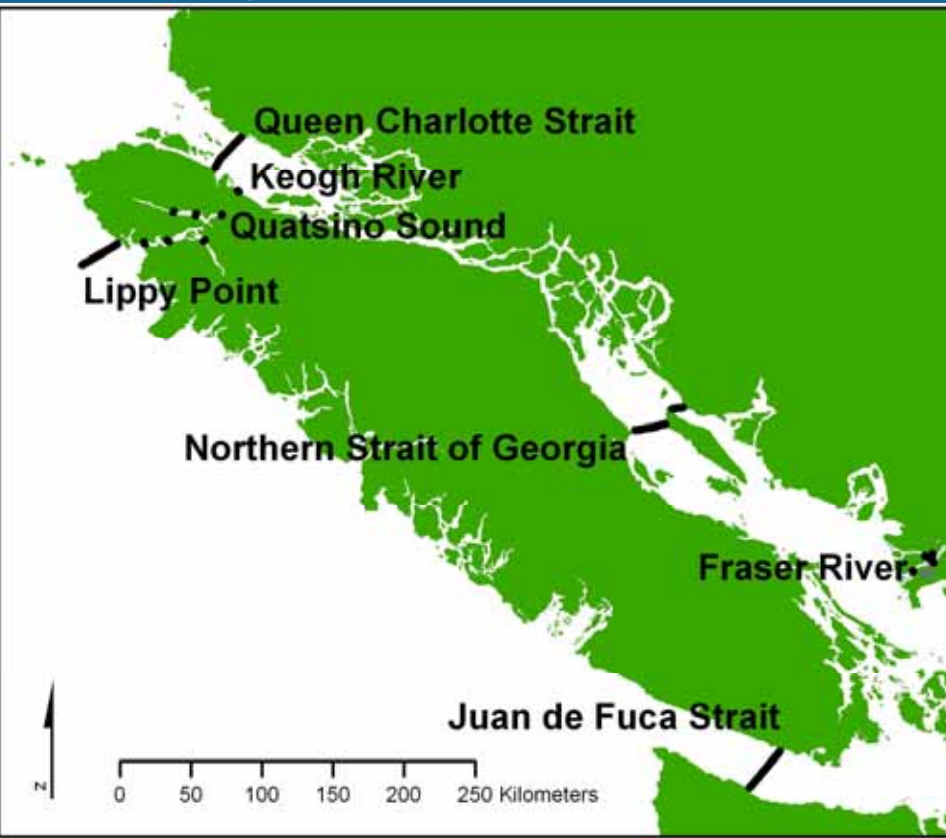 Queen Charlotte Strait
Keogh River
Quatsino Sound
Lippy Point
Northern Strait of Georgia
Fraser River
Juan de Fuca Strait
N
0 50 100 150 200 250 Kilometers